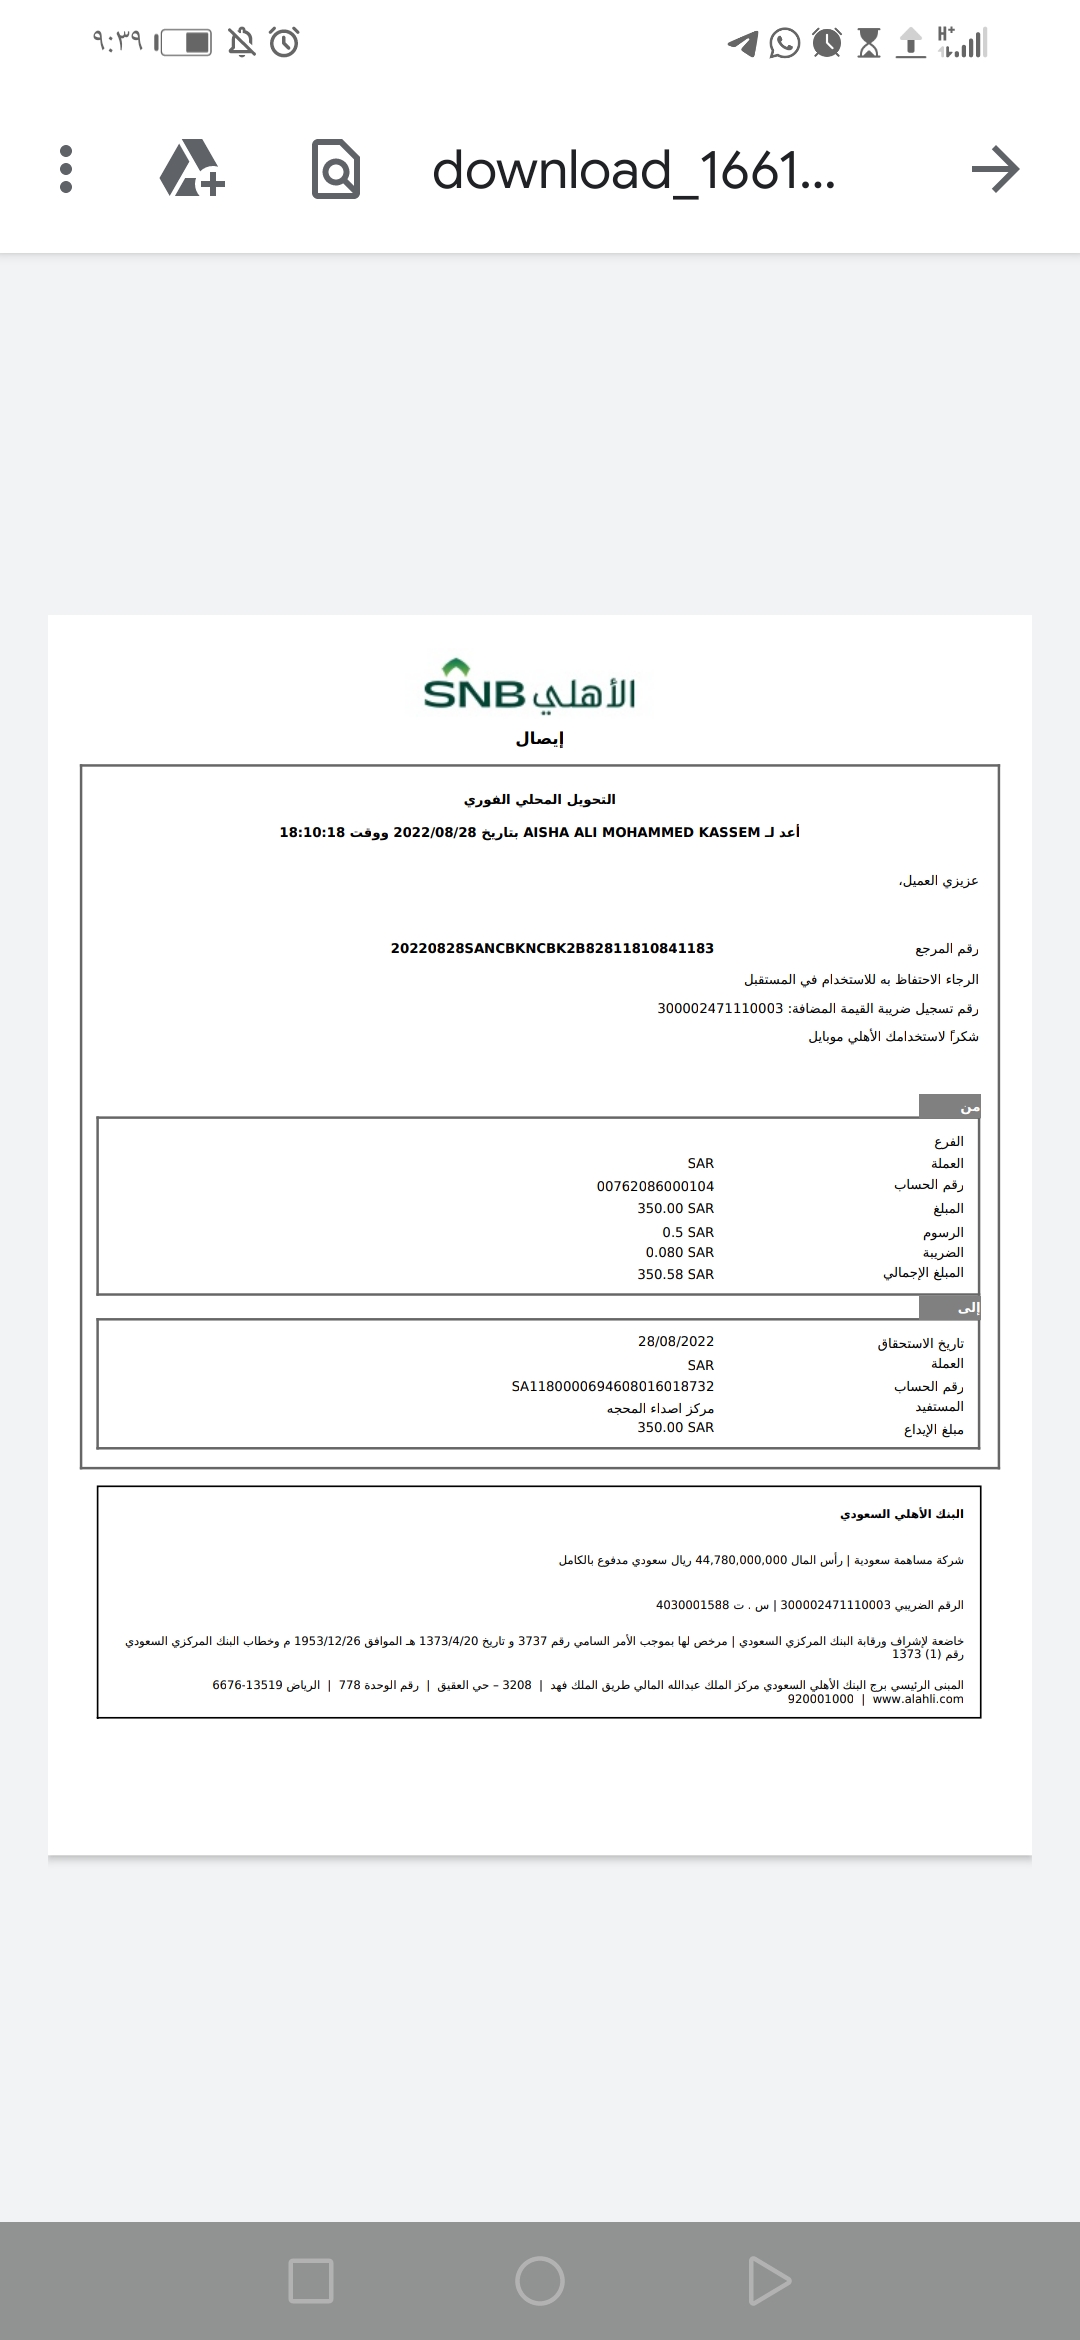 ٩:٣٩
H+
download_1661...
الأهلي SNB
إيصال
التحويل المحلي الفوري
أعد لـ AISHA ALI MOHAMMED KASSEM بتاريخ 2022/08/28 ووقت 18:10:18
عزيزي العميل،
رقم المرجع 20220828SANCBKNCBK2B82811810841183
الرجاء الاحتفاظ به للاستخدام في المستقبل
رقم تسجيل ضريبة القيمة المضافة: 300002471110003
شكراً لاستخدامك الأهلي موبايل
من
الفرع
العملة SAR
رقم الحساب 00762086000104
المبلغ 350.00 SAR
الرسوم 0.5 SAR
الضريبة 0.080 SAR
المبلغ الإجمالي 350.58 SAR
إلى
تاريخ الاستحقاق 28/08/2022
العملة SAR
رقم الحساب SA1180000694608016018732
المستفيد مركز اصداء المحجه
مبلغ الإيداع 350.00 SAR
البنك الأهلي السعودي
شركة مساهمة سعودية | رأس المال 44,780,000,000 ريال سعودي مدفوع بالكامل
الرقم الضريبي 300002471110003 | س . ت 4030001588
خاضعة لإشراف ورقابة البنك المركزي السعودي | مرخص لها بموجب الأمر السامي رقم 3737 و تاريخ 1373/4/20 هـ الموافق 1953/12/26 م وخطاب البنك المركزي السعودي
رقم (1) 1373
المبنى الرئيسي برج البنك الأهلي السعودي مركز الملك عبدالله المالي طريق الملك فهد | 3208 – حي العقيق | رقم الوحدة 778 | الرياض 13519-6676
920001000 | www.alahli.com